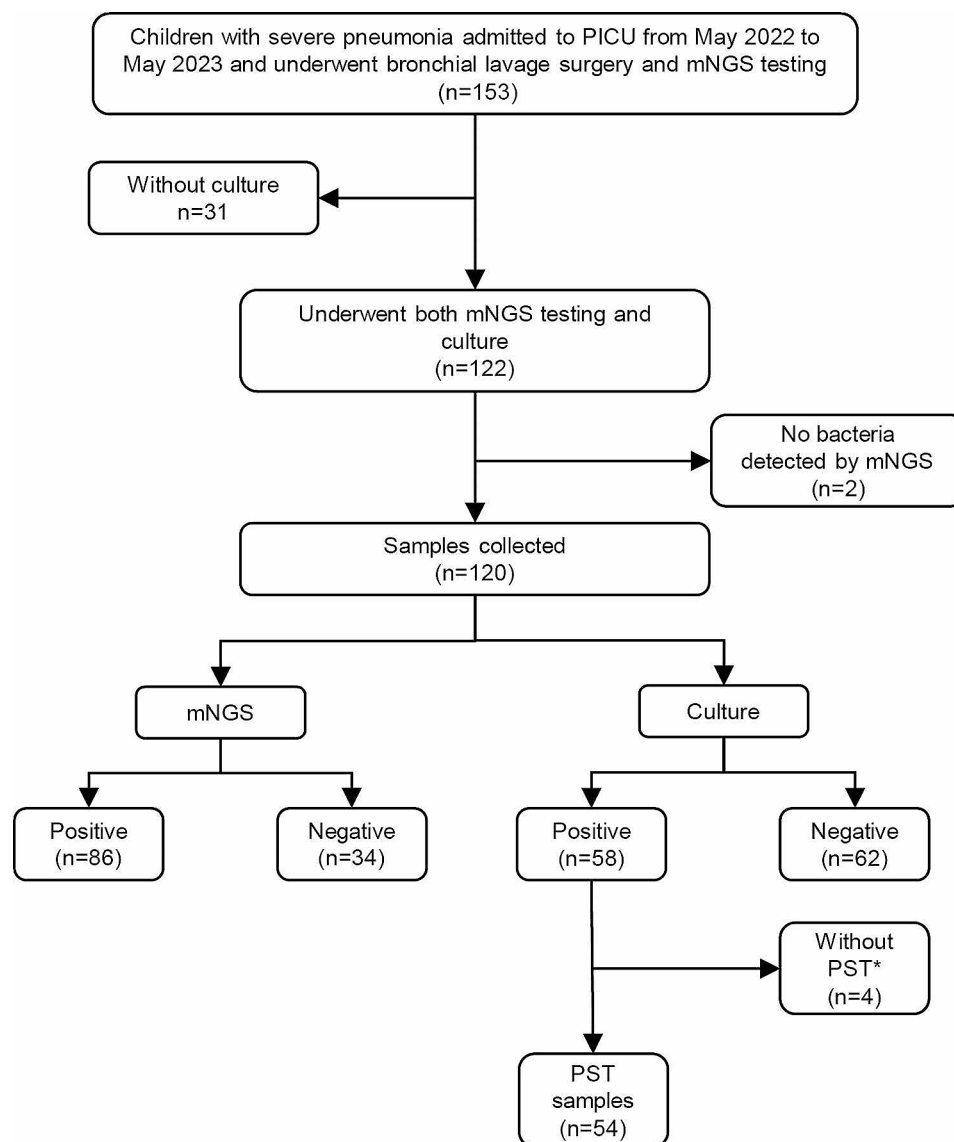 Children with severe pneumonia admitted to PICU from May 2022 to
May 2023 and underwent bronchial lavage surgery and mNGS testing
(n=153)
Without culture
n=31
Underwent both mNGS testing and
culture
(n=122)
No bacteria
detected by mNGS
(n=2)
Samples collected
(n=120)
mNGS
Culture
Positive
(n=86)
Negative
(n=34)
Positive
(n=58)
Negative
(n=62)
Without
PST*
(n=4)
PST
samples
(n=54)